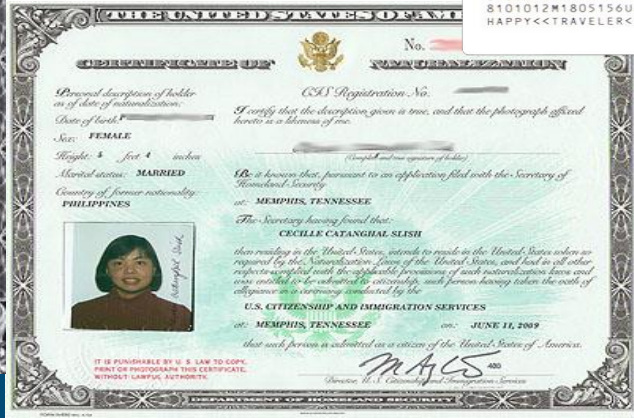 8101012M1805156U
HAPPY<<TRAVELER<
THE UNITED STATES OF AM
No.
CERTIFICATE OF NATURALIZATION
Personal description of holder
as of date of naturalization:
Date of birth:
Sex: FEMALE
Height: 5 feet 4 inches
Marital status: MARRIED
Country of former nationality:
PHILIPPINES
CIS Registration No.
I certify that the description given is true, and that the photograph affixed
hereto is a likeness of me.
(Complete and true signature of holder)
Be it known that, pursuant to an application filed with the Secretary of
Homeland Security
at: MEMPHIS, TENNESSEE
The Secretary having found that:
CECILLE CATANGHAL SLISH
then residing in the United States, intends to reside in the United States when so
required by the Naturalization Laws of the United States, and had in all other
respects complied with the applicable provisions of such naturalization laws and
was entitled to be admitted to citizenship, such person having taken the oath of
allegiance in a ceremony conducted by the
U.S. CITIZENSHIP AND IMMIGRATION SERVICES
at: MEMPHIS, TENNESSEE on: JUNE 11, 2009
that such person is admitted as a citizen of the United States of America.
IT IS PUNISHABLE BY U. S. LAW TO COPY,
PRINT OR PHOTOGRAPH THIS CERTIFICATE,
WITHOUT LAWFUL AUTHORITY.
Director, U. S. Citizenship and Immigration Services
DEPARTMENT OF HOMELAND SECURITY